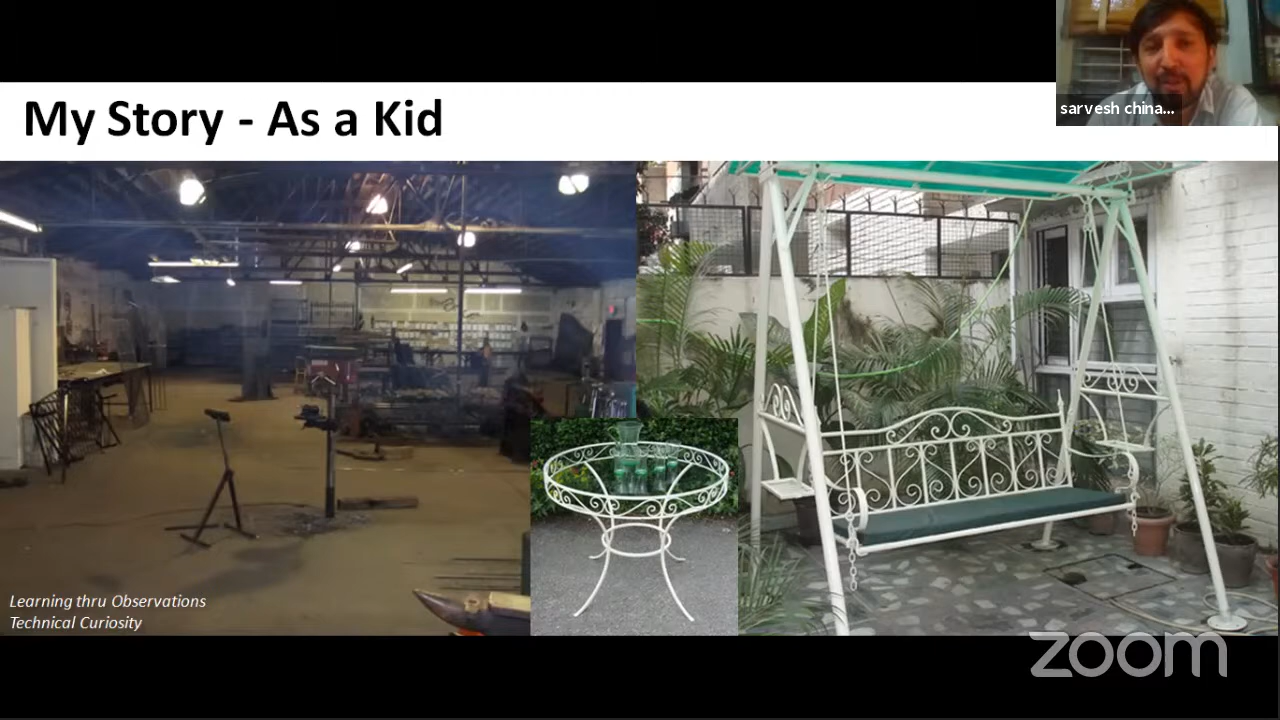 My Story - As a Kid
sarvesh china...
Learning thru Observations
Technical Curiosity
zoom